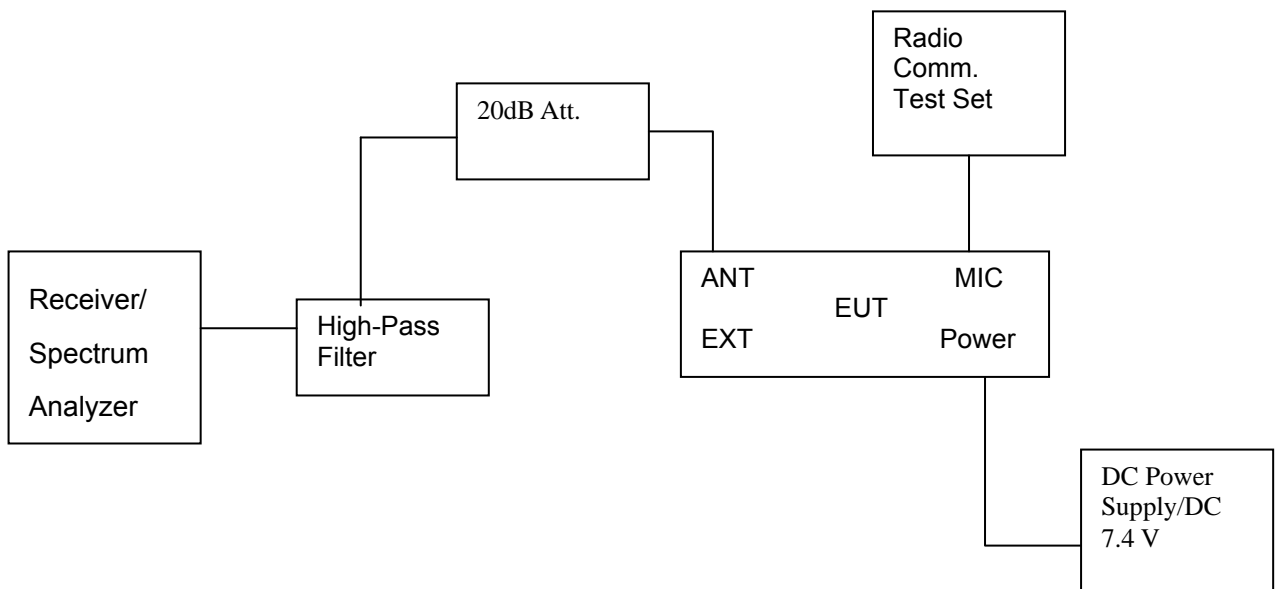 Radio
Comm.
Test Set
20dB Att.
Receiver/
Spectrum
Analyzer
High-Pass
Filter
ANT
MIC
EUT
EXT
Power
DC Power
Supply/DC
7.4 V